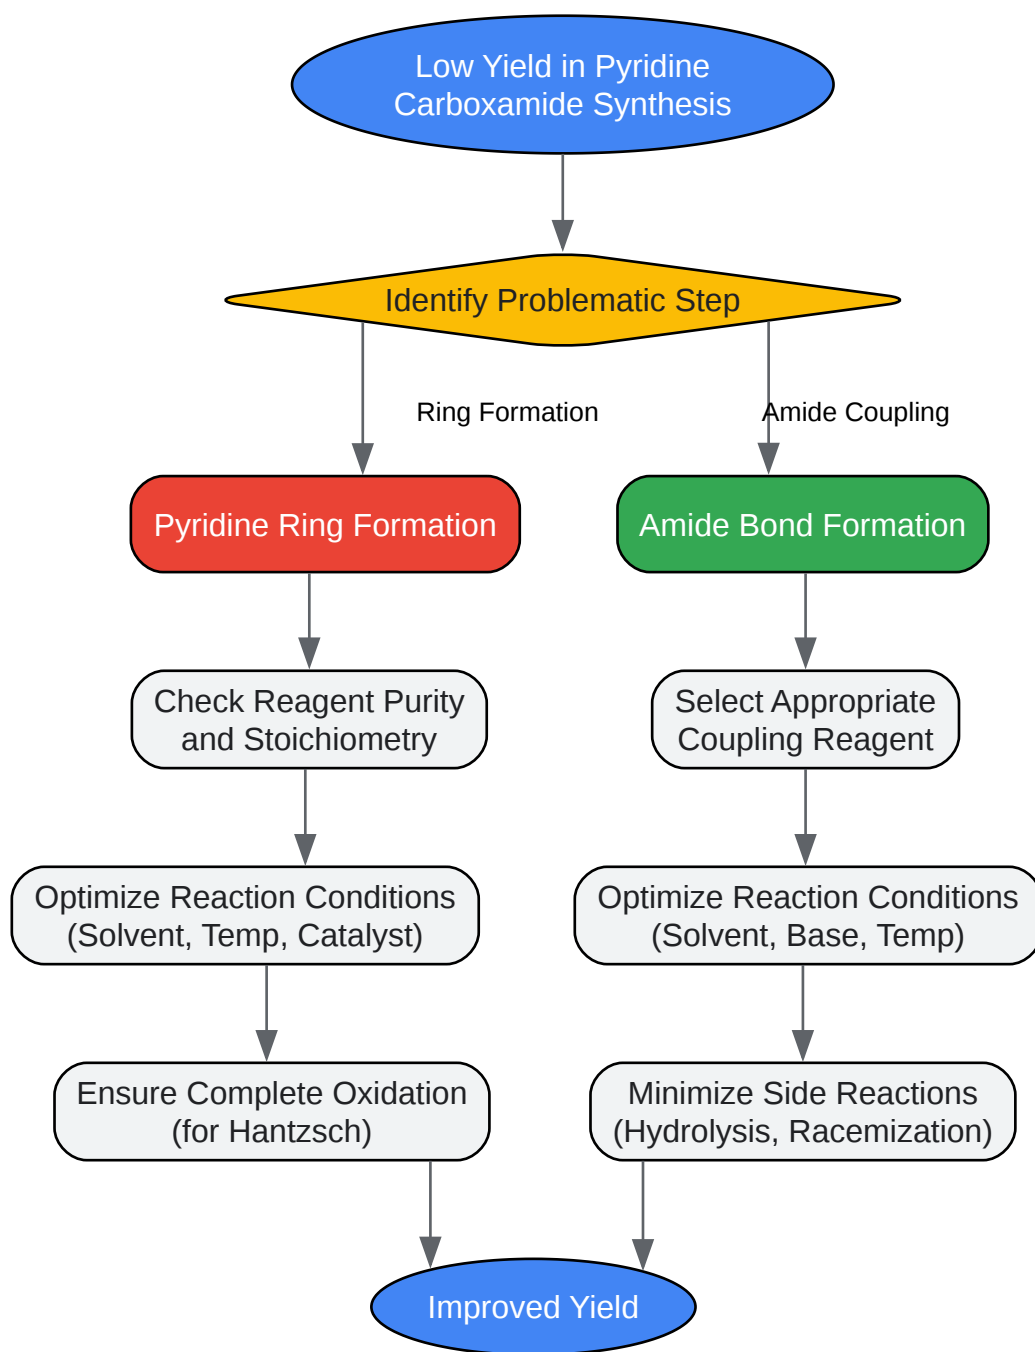 Low Yield in Pyridine
Carboxamide Synthesis
Identify Problematic Step
Ring Formation
Amide Coupling
Pyridine Ring Formation
Amide Bond Formation
Check Reagent Purity
and Stoichiometry
Select Appropriate
Coupling Reagent
Optimize Reaction Conditions
(Solvent, Temp, Catalyst)
Optimize Reaction Conditions
(Solvent, Base, Temp)
Ensure Complete Oxidation
(for Hantzsch)
Minimize Side Reactions
(Hydrolysis, Racemization)
Improved Yield